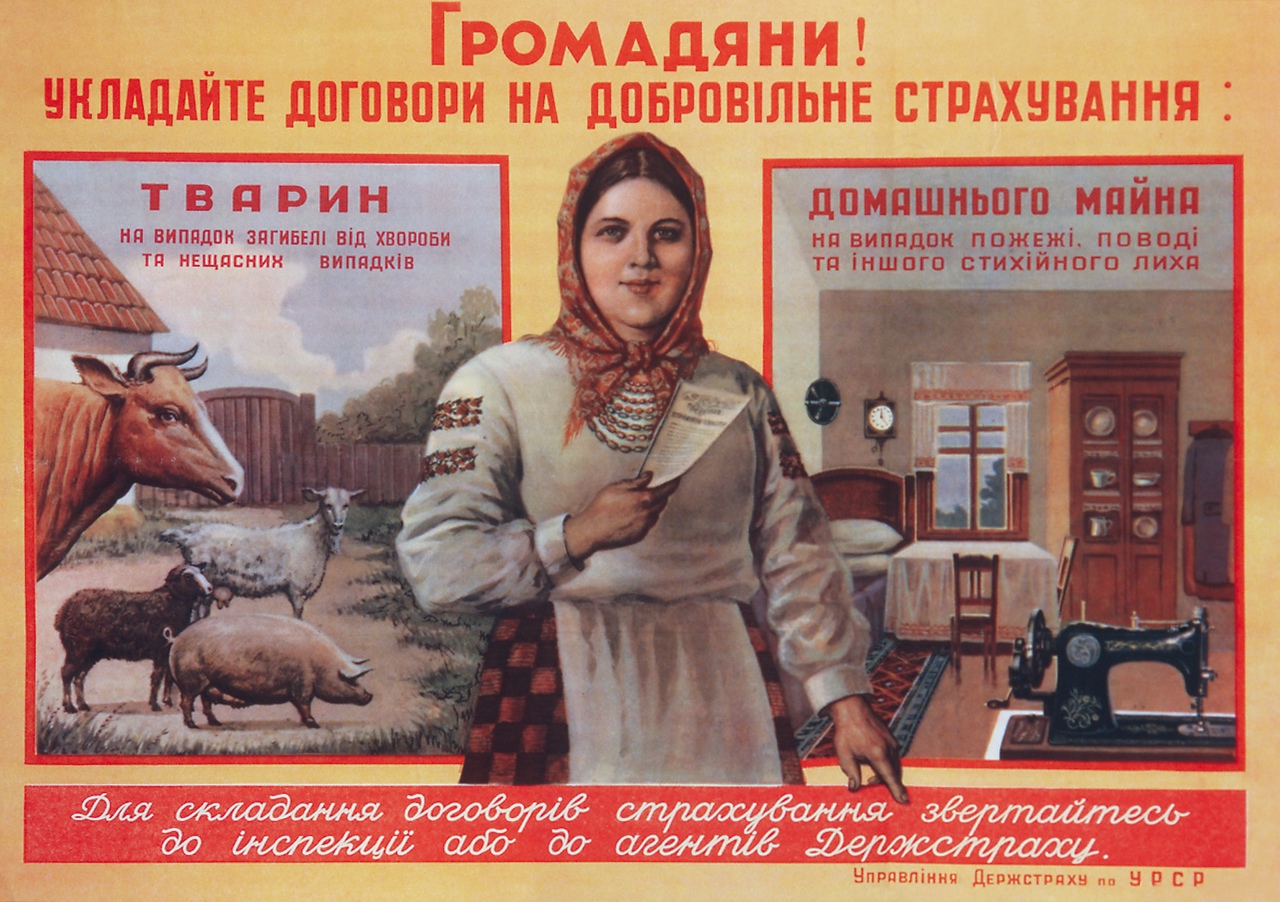 ГРОМАДЯНИ!
УКЛАДАЙТЕ ДОГОВОРИ НА ДОБРОВІЛЬНЕ СТРАХУВАННЯ:
ТВАРИН
НА ВИПАДОК ЗАГИБЕЛІ ВІД ХВОРОБИ
ТА НЕЩАСНИХ ВИПАДКІВ
ДОМАШНЬОГО МАЙНА
НА ВИПАДОК ПОЖЕЖІ, ПОВОДІ
ТА ІНШОГО СТИХІЙНОГО ЛИХА
Для складання договорів страхування звертайтесь
до інспекції або до агентів Держстраху.
УПРАВЛІННЯ ДЕРЖСТРАХУ ПО УРСР